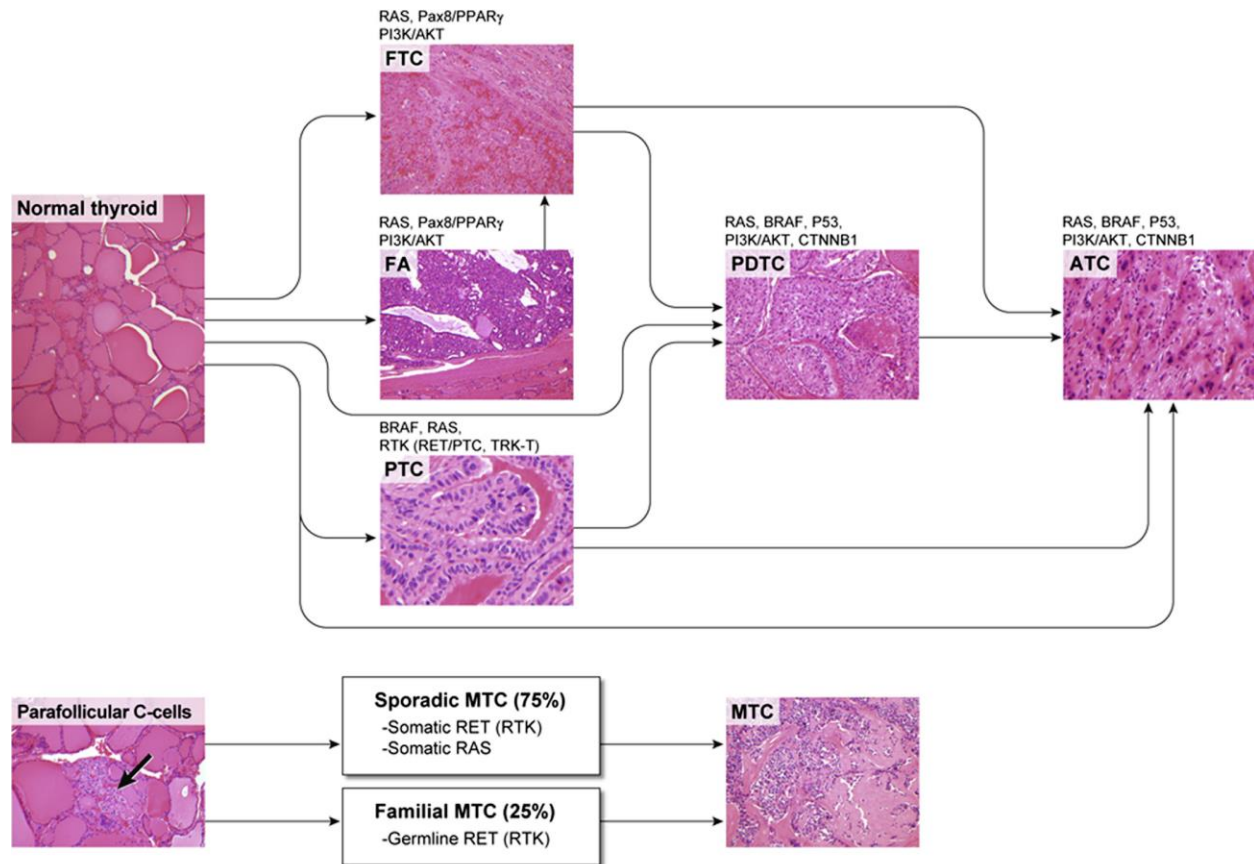 RAS, Pax8/PPARγ
PI3K/AKT
FTC
Normal thyroid
RAS, Pax8/PPARγ
PI3K/AKT
FA
RAS, BRAF, P53,
PI3K/AKT, CTNNB1
PDTC
RAS, BRAF, P53,
PI3K/AKT, CTNNB1
ATC
BRAF, RAS,
RTK (RET/PTC, TRK-T)
PTC
Parafollicular C-cells
Sporadic MTC (75%)
-Somatic RET (RTK)
-Somatic RAS
Familial MTC (25%)
-Germline RET (RTK)
MTC